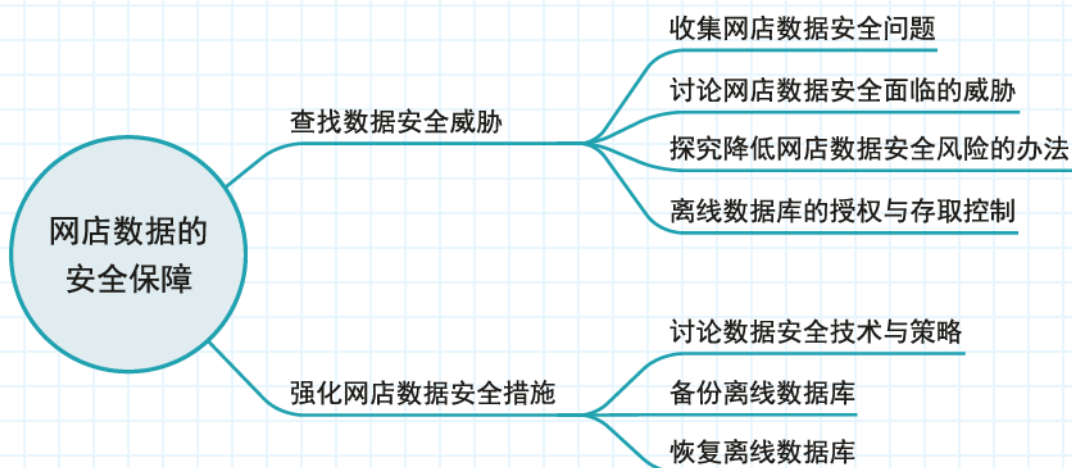 网店数据的
安全保障
查找数据安全威胁
收集网店数据安全问题
讨论网店数据安全面临的威胁
探究降低网店数据安全风险的办法
离线数据库的授权与存取控制
强化网店数据安全措施
讨论数据安全技术与策略
备份离线数据库
恢复离线数据库